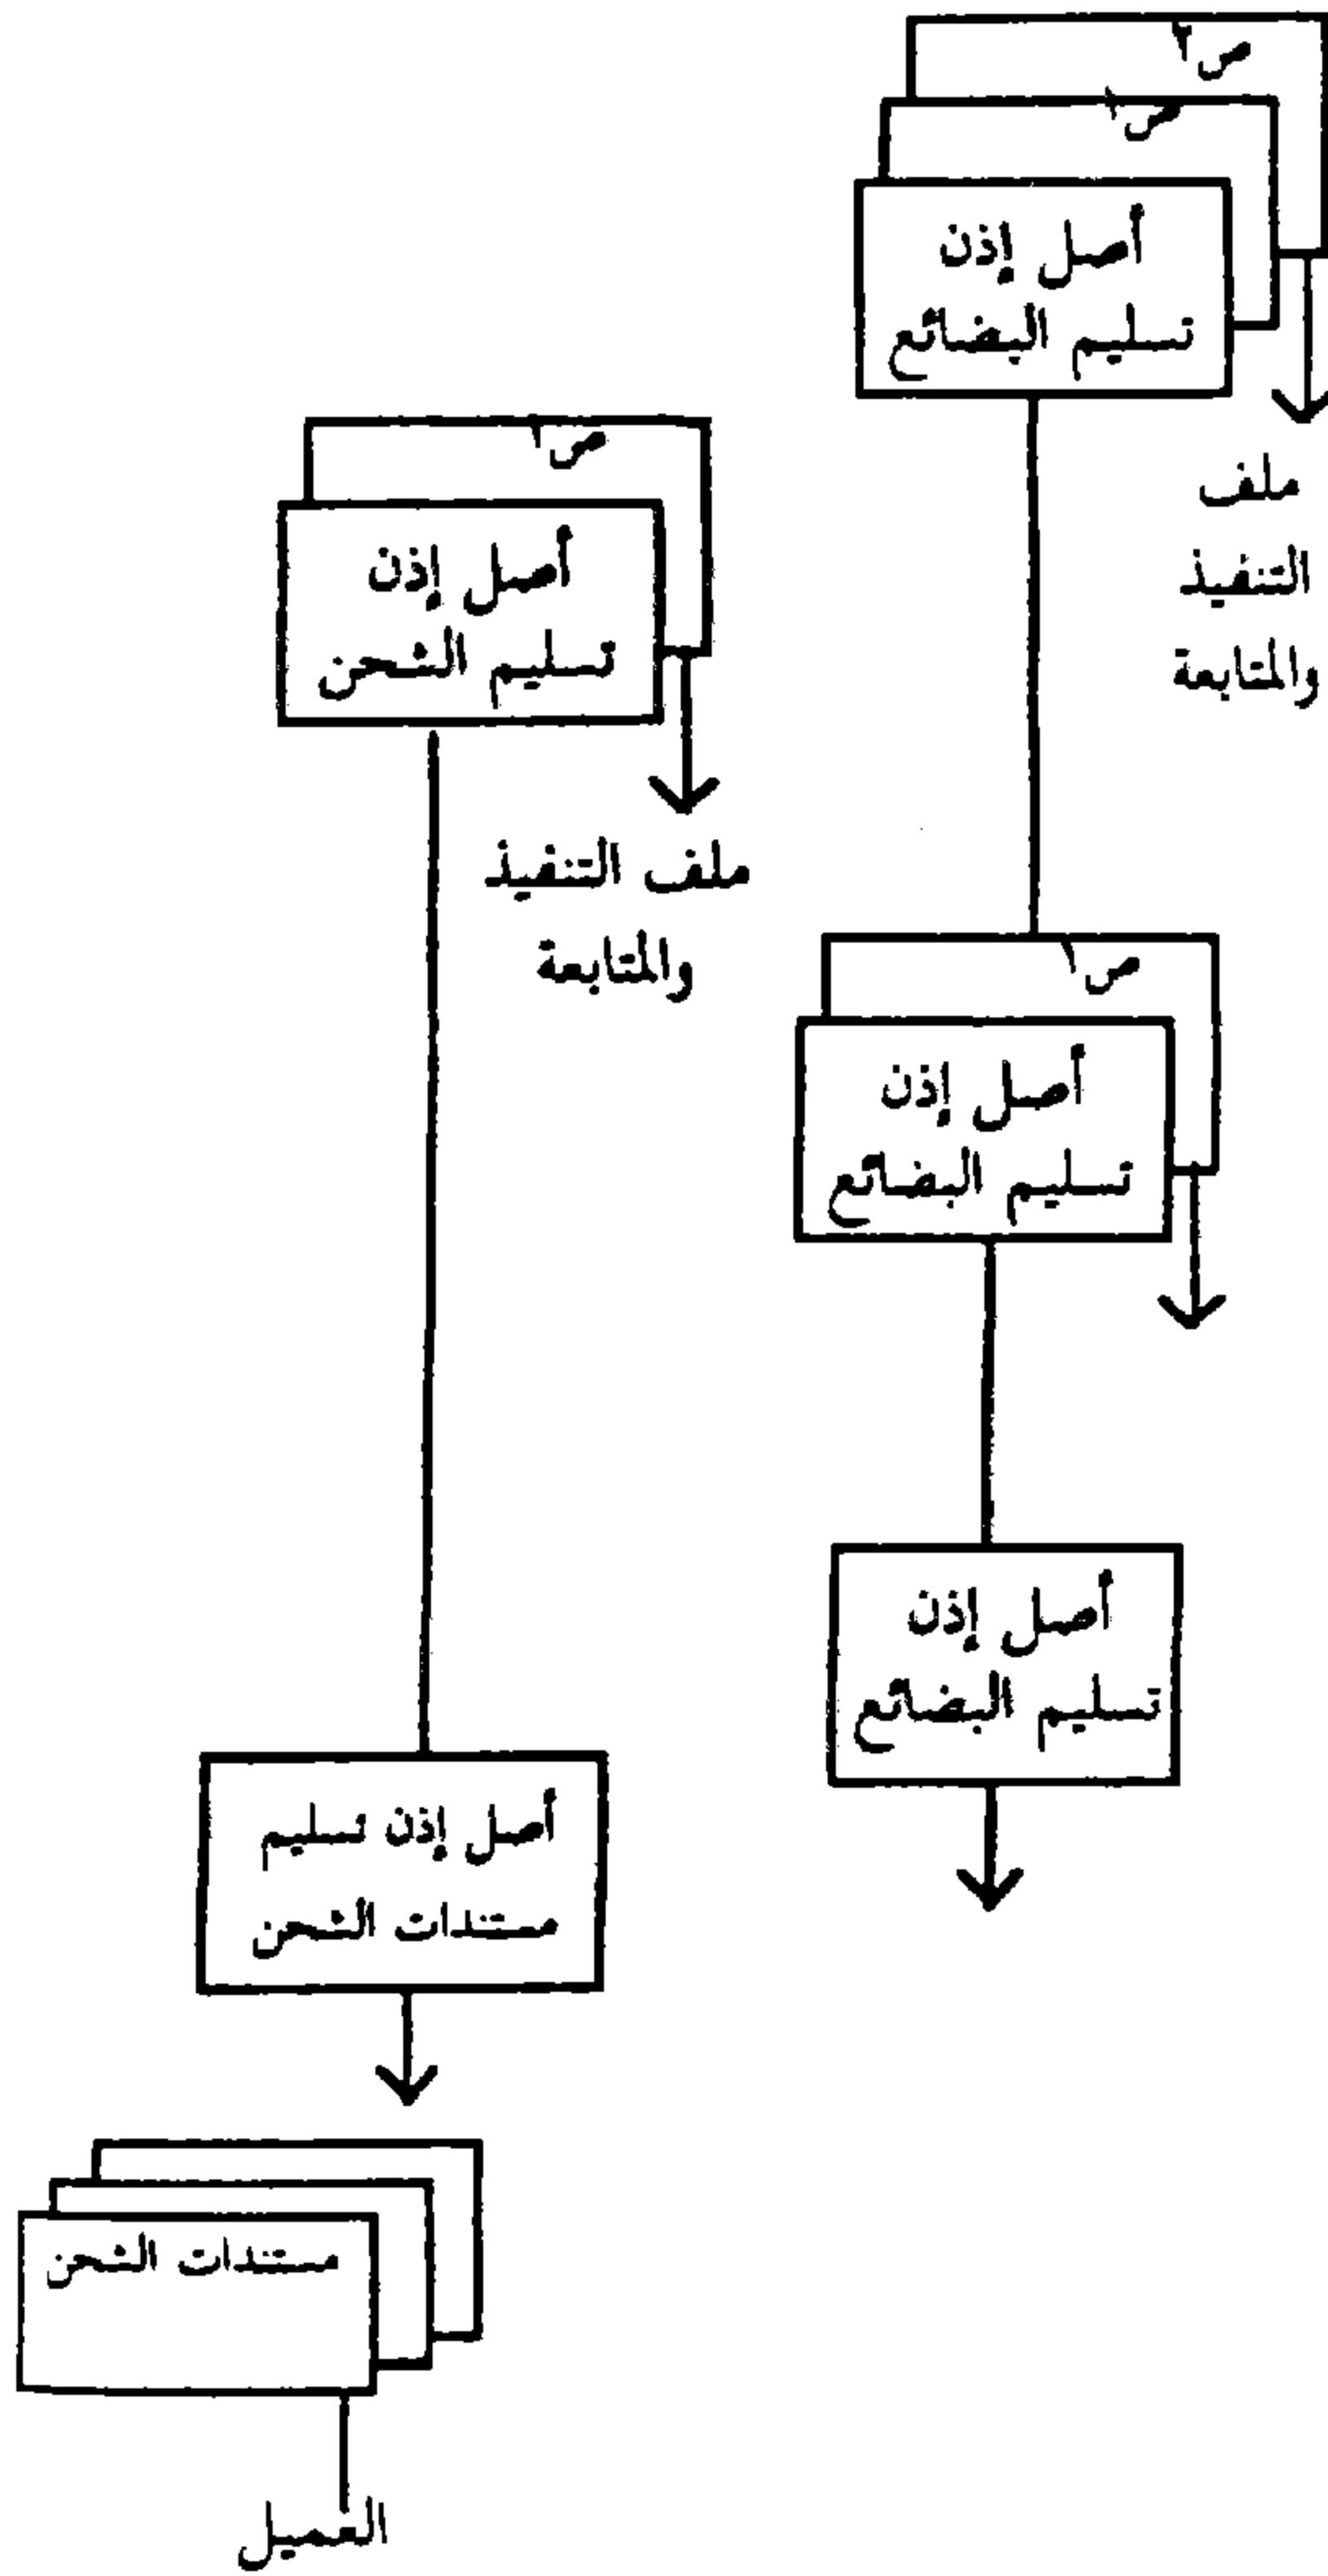 ص٢
ص١
أصل إذن
تسليم البضائع
ملف
التنفيذ
والمتابعة
ص١
أصل إذن
تسليم البضائع
أصل إذن
تسليم البضائع
ص١
أصل إذن
تسليم الشحن
ملف التنفيذ
والمتابعة
أصل إذن تسليم
مستندات الشحن
مستندات الشحن
العميل